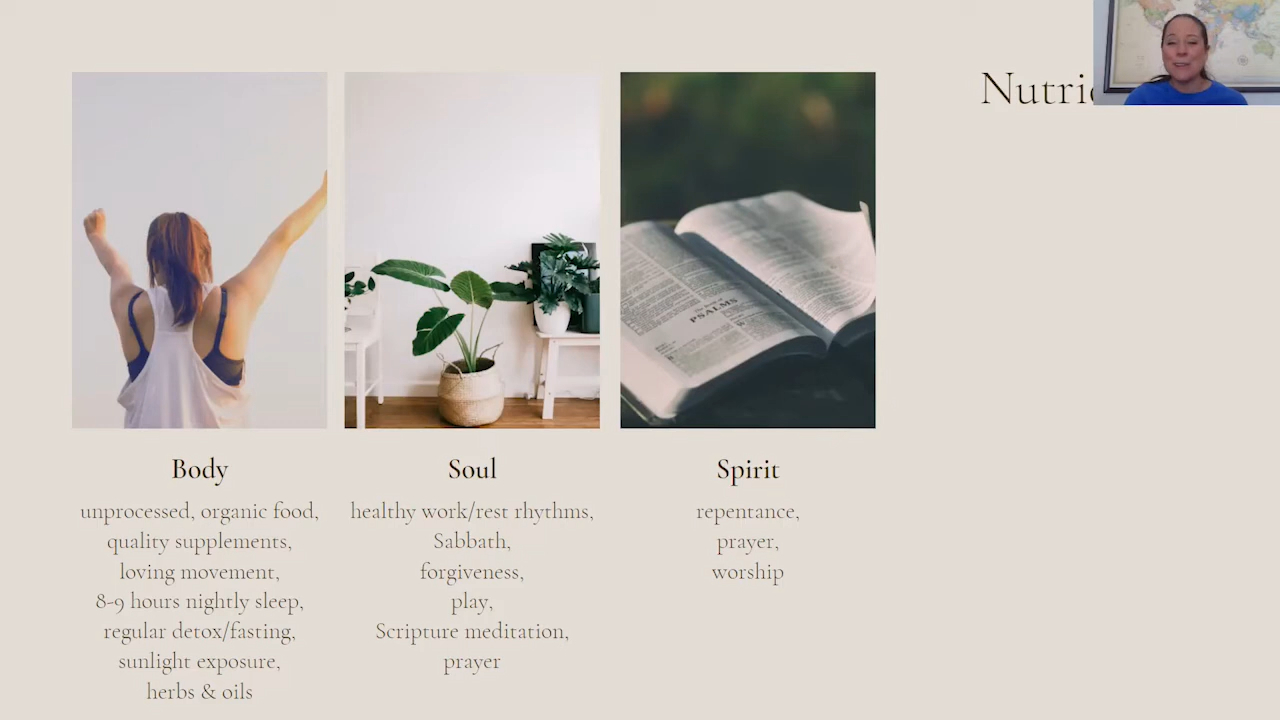 PSALMS
Body
unprocessed, organic food,
quality supplements,
loving movement,
8-9 hours nightly sleep,
regular detox/fasting,
sunlight exposure,
herbs & oils
Soul
healthy work/rest rhythms,
Sabbath,
forgiveness,
play,
Scripture meditation,
prayer
Spirit
repentance,
prayer,
worship